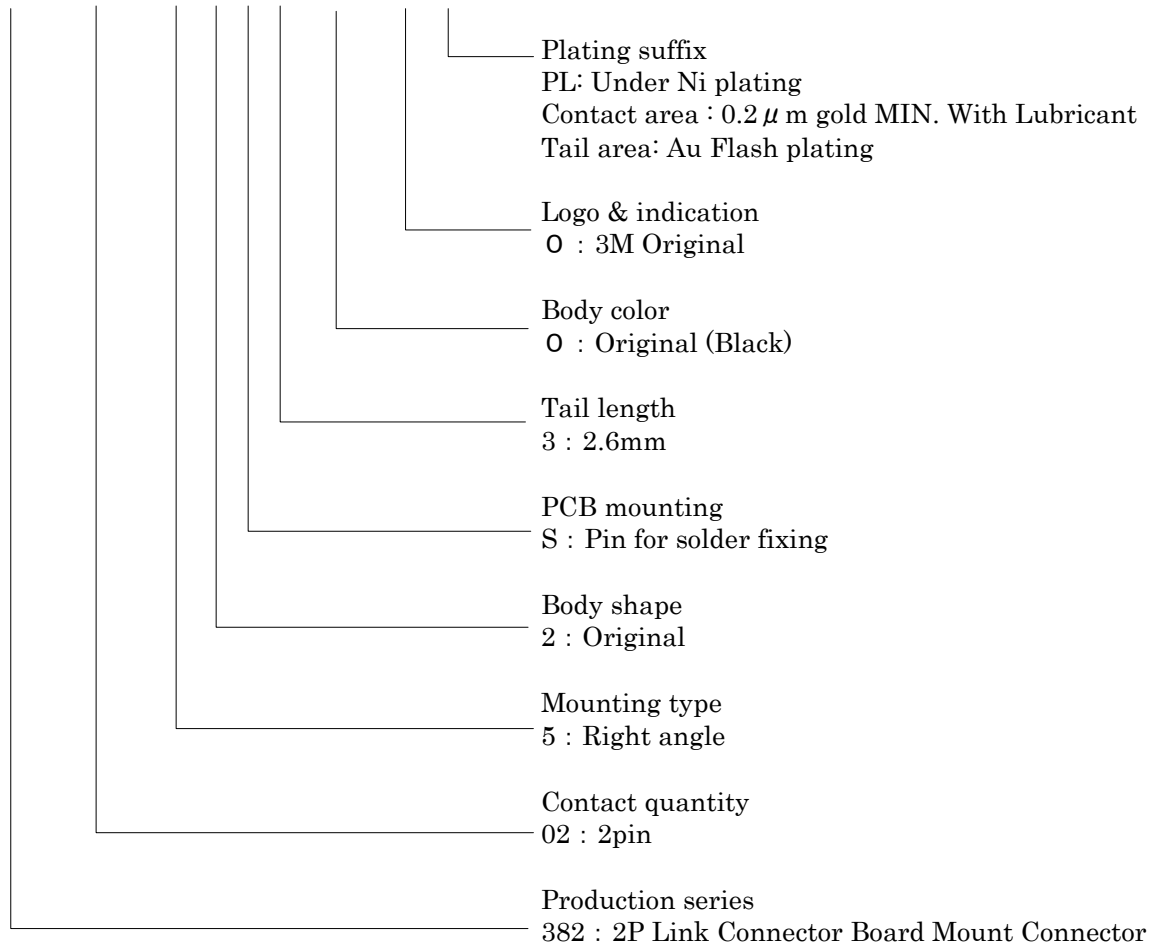 Plating suffix
PL: Under Ni plating
Contact area : 0.2μm gold MIN. With Lubricant
Tail area: Au Flash plating
Logo & indication
0 : 3M Original
Body color
0 : Original (Black)
Tail length
3 : 2.6mm
PCB mounting
S : Pin for solder fixing
Body shape
2 : Original
Mounting type
5 : Right angle
Contact quantity
02 : 2pin
Production series
382 : 2P Link Connector Board Mount Connector